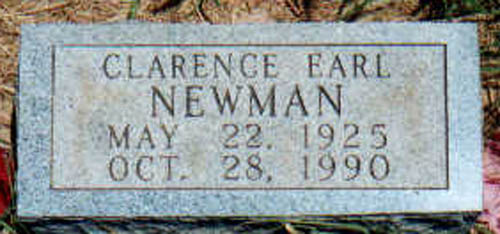 CLARENCE EARL
NEWMAN
MAY 22, 1925
OCT. 28, 1990